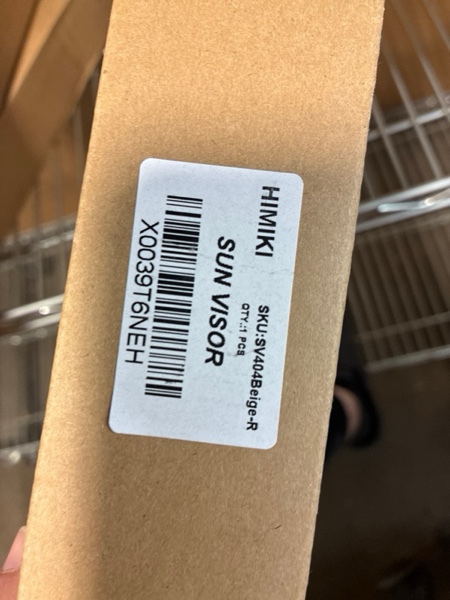 HIMIKI
SKU:SV404Beige-R
QTY.:1 PCS
SUN VISOR
X0039T6NEH